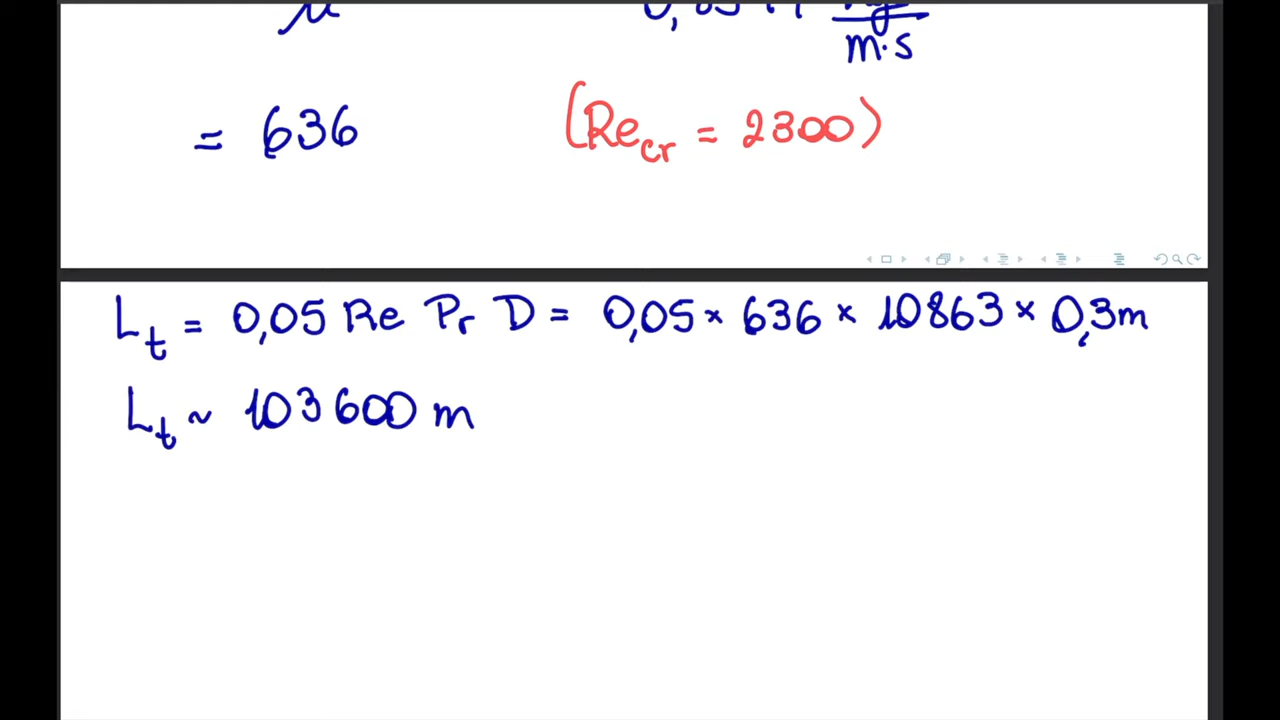 μ
m·s
= 636 (Re_cr = 2300)
L_t = 0,05 Re Pr D = 0,05 × 636 × 10863 × 0,3m
L_t ~ 103600 m